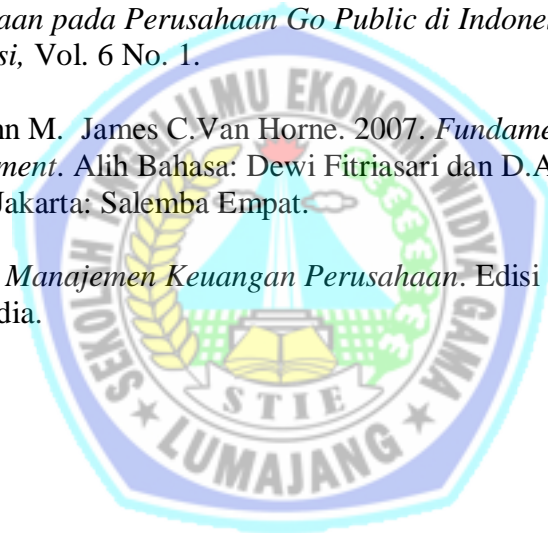 aan pada Perusahaan Go Public di Indone
si, Vol. 6 No. 1.
nn M. James C.Van Horne. 2007. Fundame
ment. Alih Bahasa: Dewi Fitriasari dan D.A
Jakarta: Salemba Empat.
Manajemen Keuangan Perusahaan. Edisi
dia.
SEKOLAH TINGGI ILMU EKONOMI WIDYA GAMA
STIE
LUMAJANG